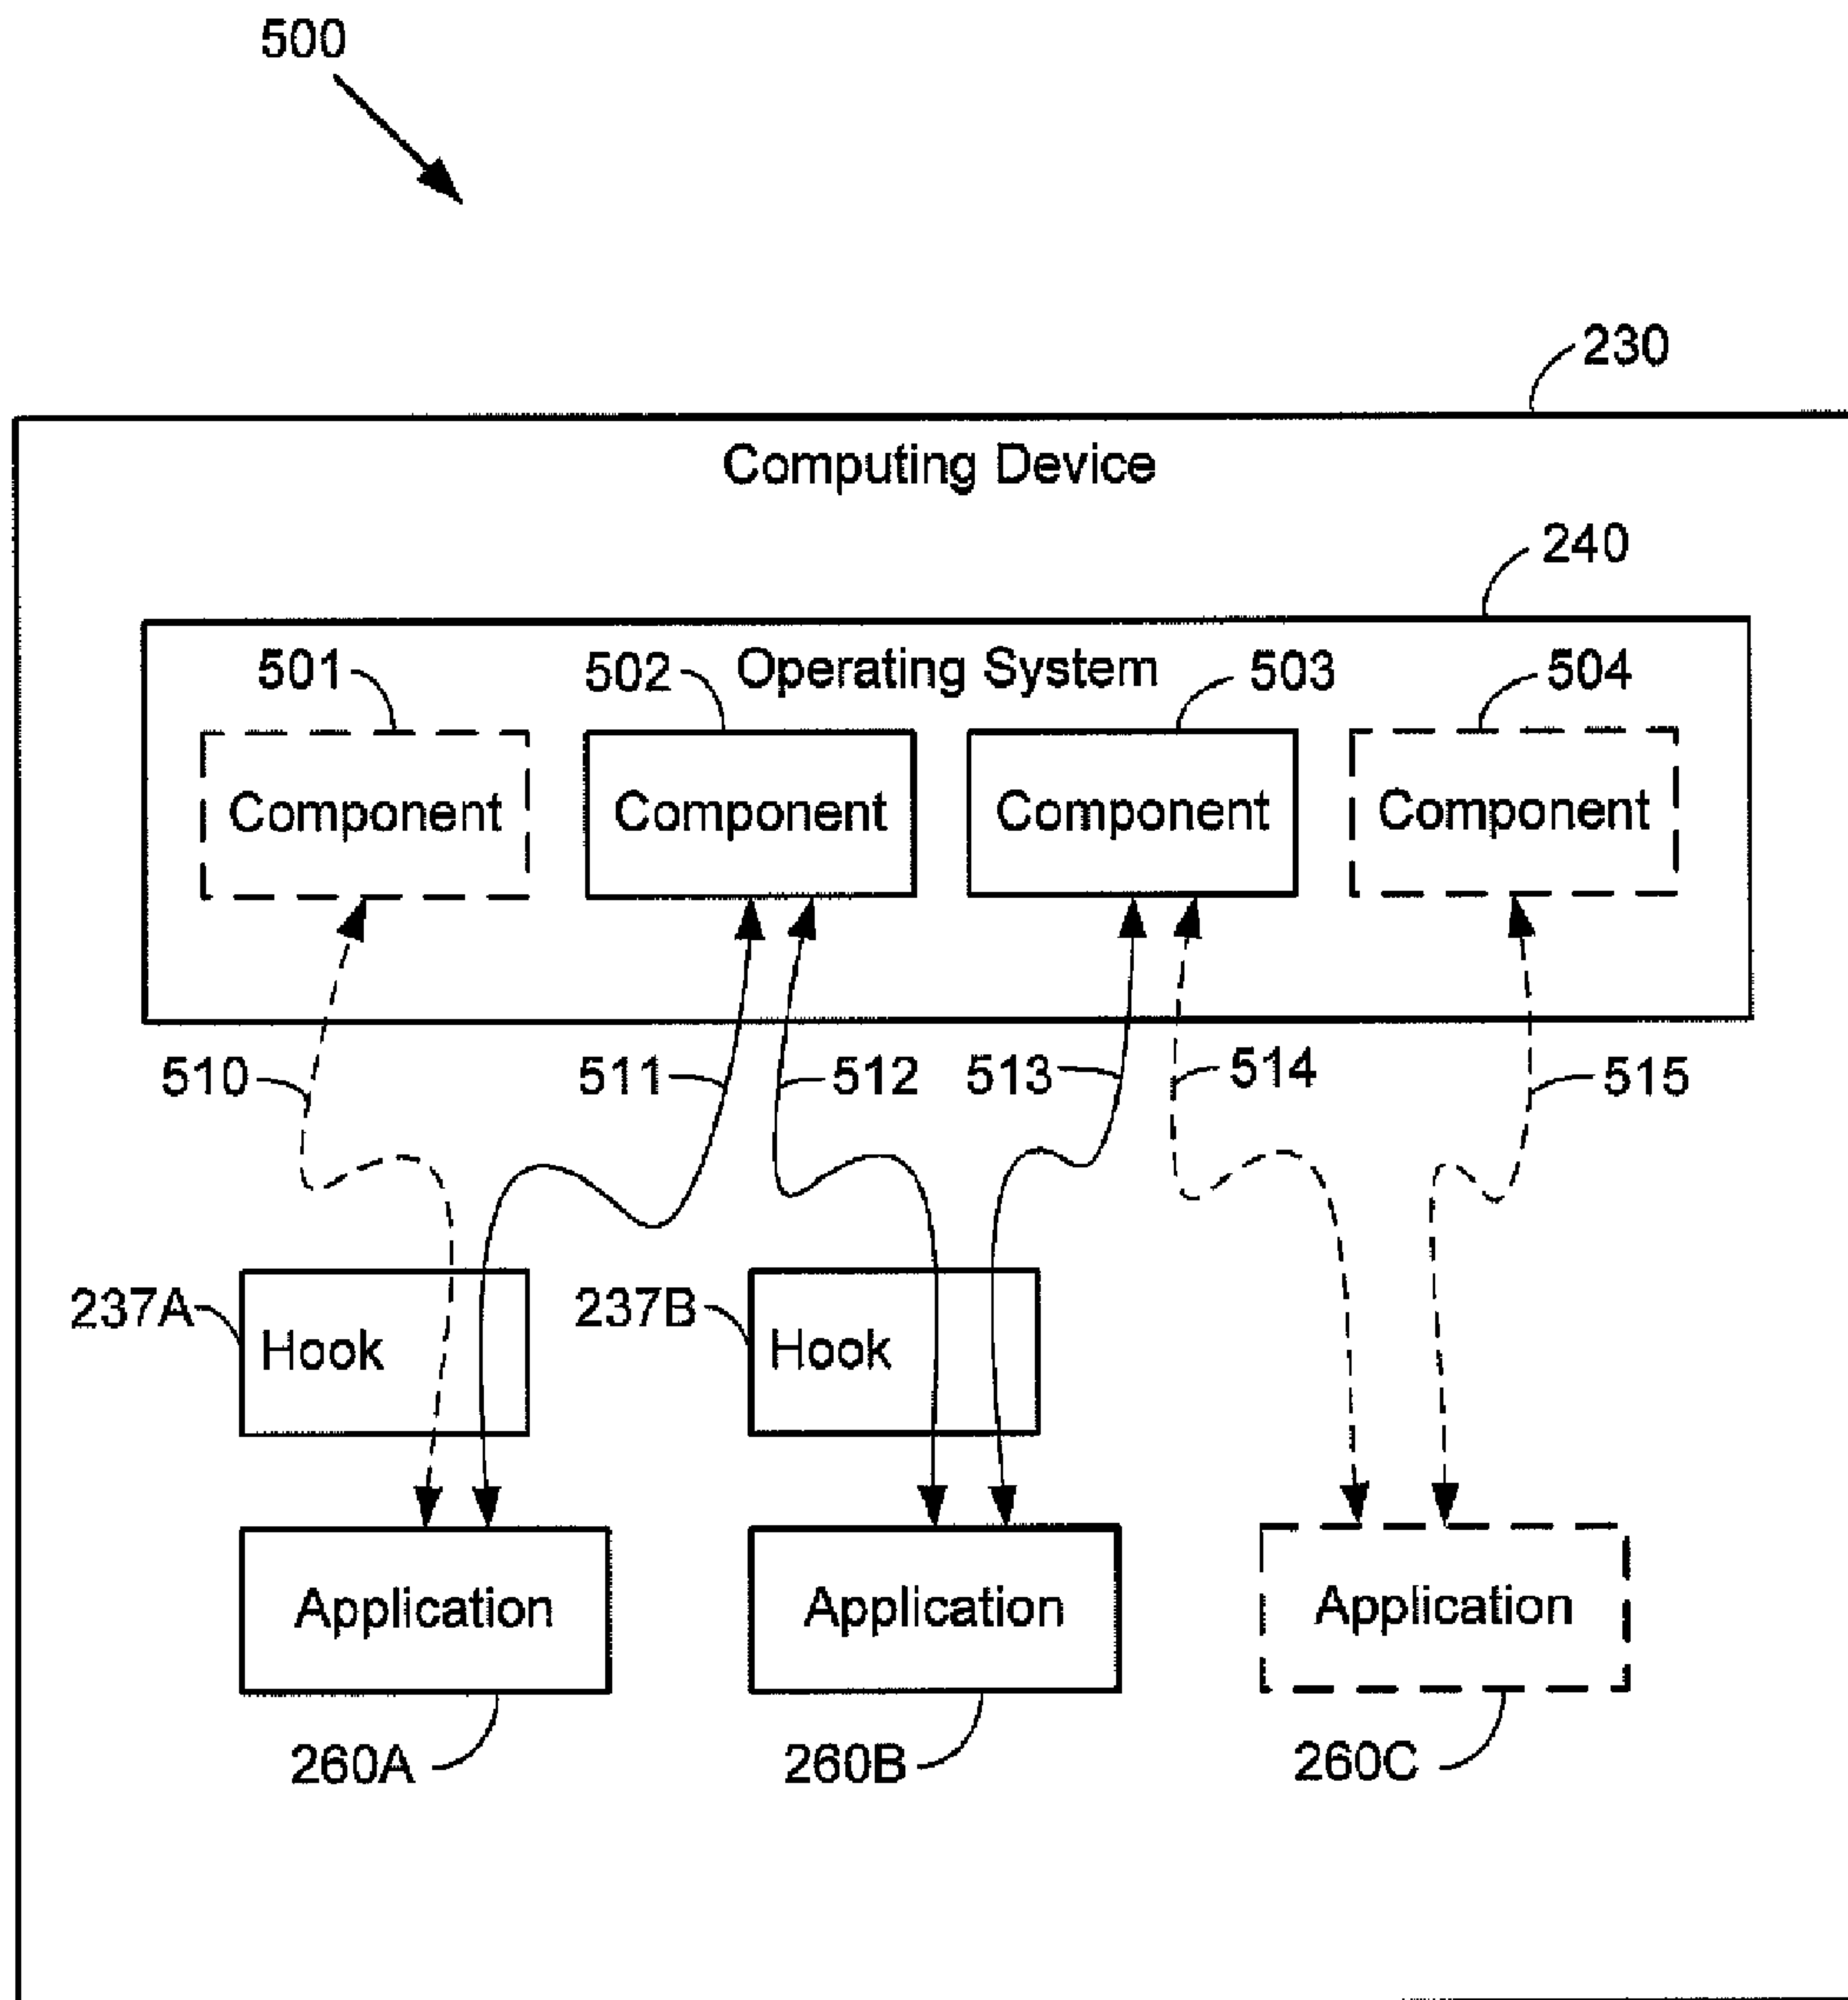 500
230
Computing Device
240
501 502 Operating System 503 504
Component Component Component Component
510 511 512 513 514 515
237A Hook 237B Hook
Application Application Application
260A 260B 260C